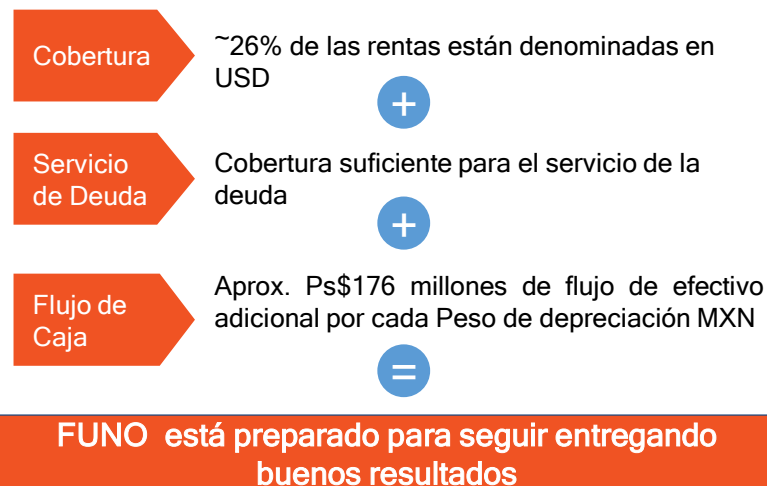 Cobertura
~26% de las rentas están denominadas en
USD
+
Servicio
de Deuda
Cobertura suficiente para el servicio de la
deuda
+
Flujo de
Caja
Aprox. Ps$176 millones de flujo de efectivo
adicional por cada Peso de depreciación MXN
=
FUNO está preparado para seguir entregando
buenos resultados